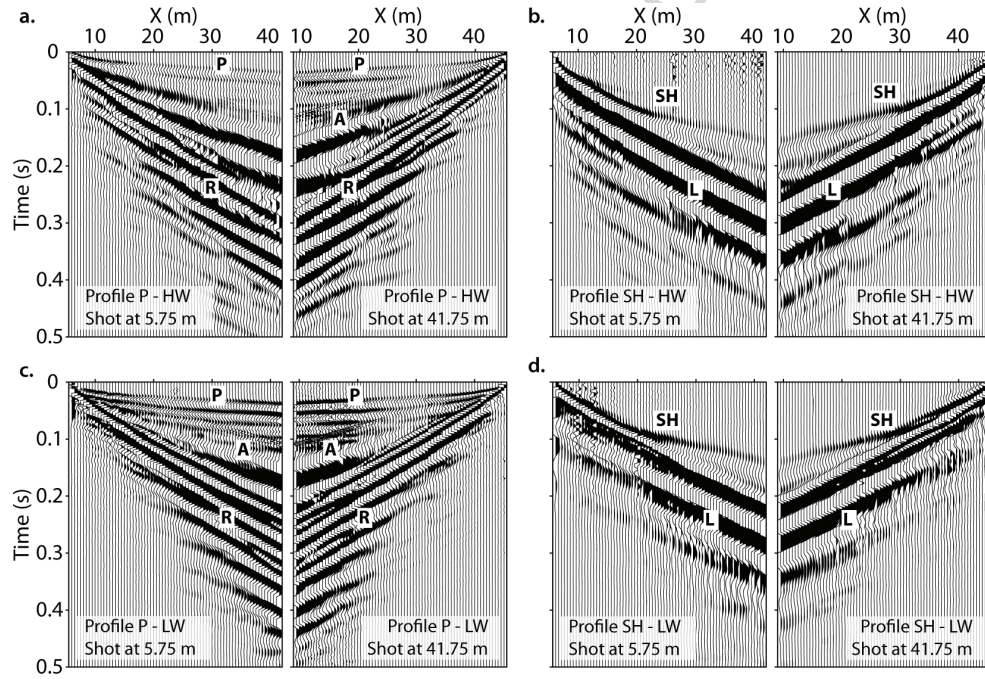 a.
X (m)
X (m)
b.
X (m)
X (m)
10 20 30 40
10 20 30 40
10 20 30 40
10 20 30 40
Time (s)
0
0.1
0.2
0.3
0.4
0.5
P
R
Profile P - HW
Shot at 5.75 m
P
A
R
Profile P - HW
Shot at 41.75 m
SH
L
Profile SH - HW
Shot at 5.75 m
SH
L
Profile SH - HW
Shot at 41.75 m
c.
d.
Time (s)
0
0.1
0.2
0.3
0.4
0.5
P
A
R
Profile P - LW
Shot at 5.75 m
P
A
R
Profile P - LW
Shot at 41.75 m
SH
L
Profile SH - LW
Shot at 5.75 m
SH
L
Profile SH - LW
Shot at 41.75 m